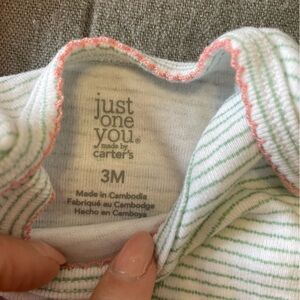 just
one
you®
made by
carter's
3M
Made in Cambodia
Fabriqué au Cambodge
Hecho en Camboya